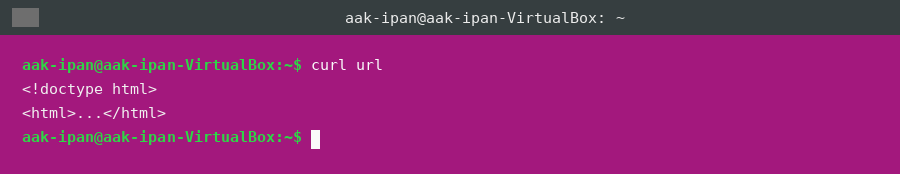 aak-ipan@aak-ipan-VirtualBox: ~
aak-ipan@aak-ipan-VirtualBox:~$ curl url
<!doctype html>
<html>...</html>
aak-ipan@aak-ipan-VirtualBox:~$